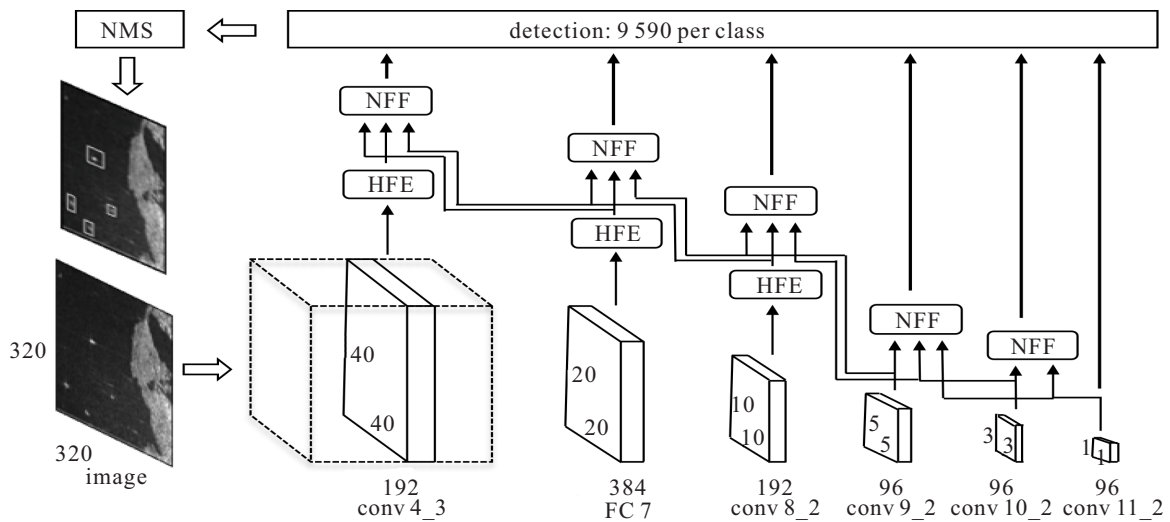 NMS
detection: 9 590 per class
NFF
NFF
HFE
NFF
HFE
HFE
NFF
NFF
320
40
40
20
20
10
10
5
5
3
3
1
1
320
image
192
conv 4_3
384
FC 7
192
conv 8_2
96
conv 9_2
96
conv 10_2
96
conv 11_2